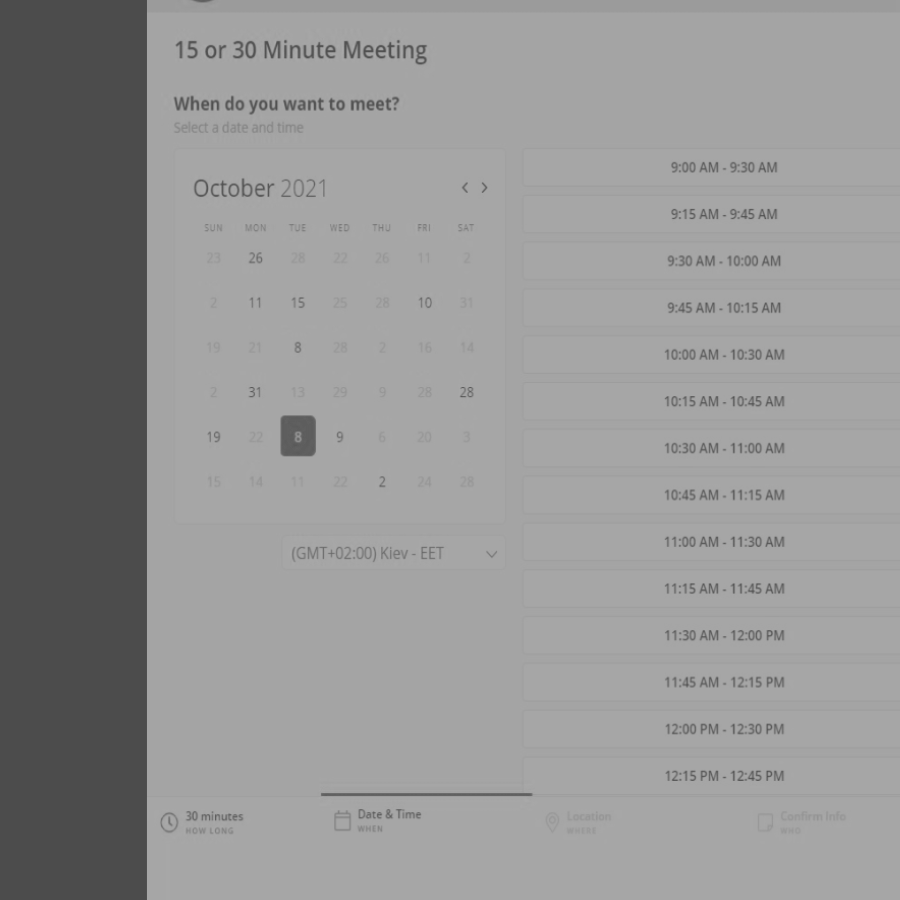 15 or 30 Minute Meeting
When do you want to meet?
Select a date and time
October 2021
SUN MON TUE WED THU FRI SAT
23 26 28 22 26 11 2
2 11 15 25 28 10 31
19 21 8 28 2 16 14
2 31 13 29 9 28 28
19 22 8 9 6 20 3
15 14 11 22 2 24 28
(GMT+02:00) Kiev - EET
9:00 AM - 9:30 AM
9:15 AM - 9:45 AM
9:30 AM - 10:00 AM
9:45 AM - 10:15 AM
10:00 AM - 10:30 AM
10:15 AM - 10:45 AM
10:30 AM - 11:00 AM
10:45 AM - 11:15 AM
11:00 AM - 11:30 AM
11:15 AM - 11:45 AM
11:30 AM - 12:00 PM
11:45 AM - 12:15 PM
12:00 PM - 12:30 PM
12:15 PM - 12:45 PM
30 minutes
HOW LONG
Date & Time
WHEN
Location
WHERE
Confirm Info
WHO